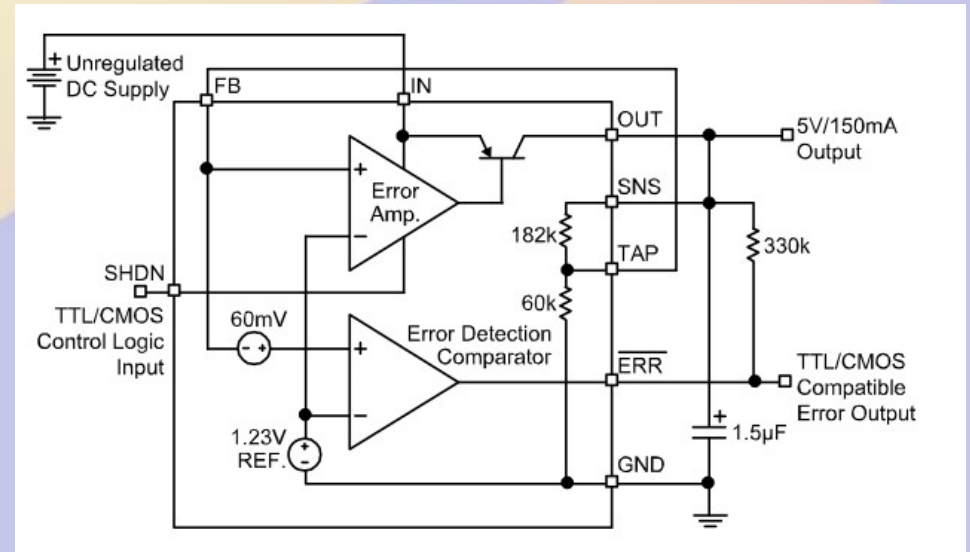 + Unregulated
DC Supply
FB
IN
OUT
5V/150mA
Output
+
Error
Amp.
−
SNS
182k
330k
TAP
SHDN
60k
TTL/CMOS
Control Logic
Input
60mV
- +
+
Error Detection
Comparator
ERR
TTL/CMOS
Compatible
Error Output
−
1.23V
REF.
+
−
+
1.5µF
GND